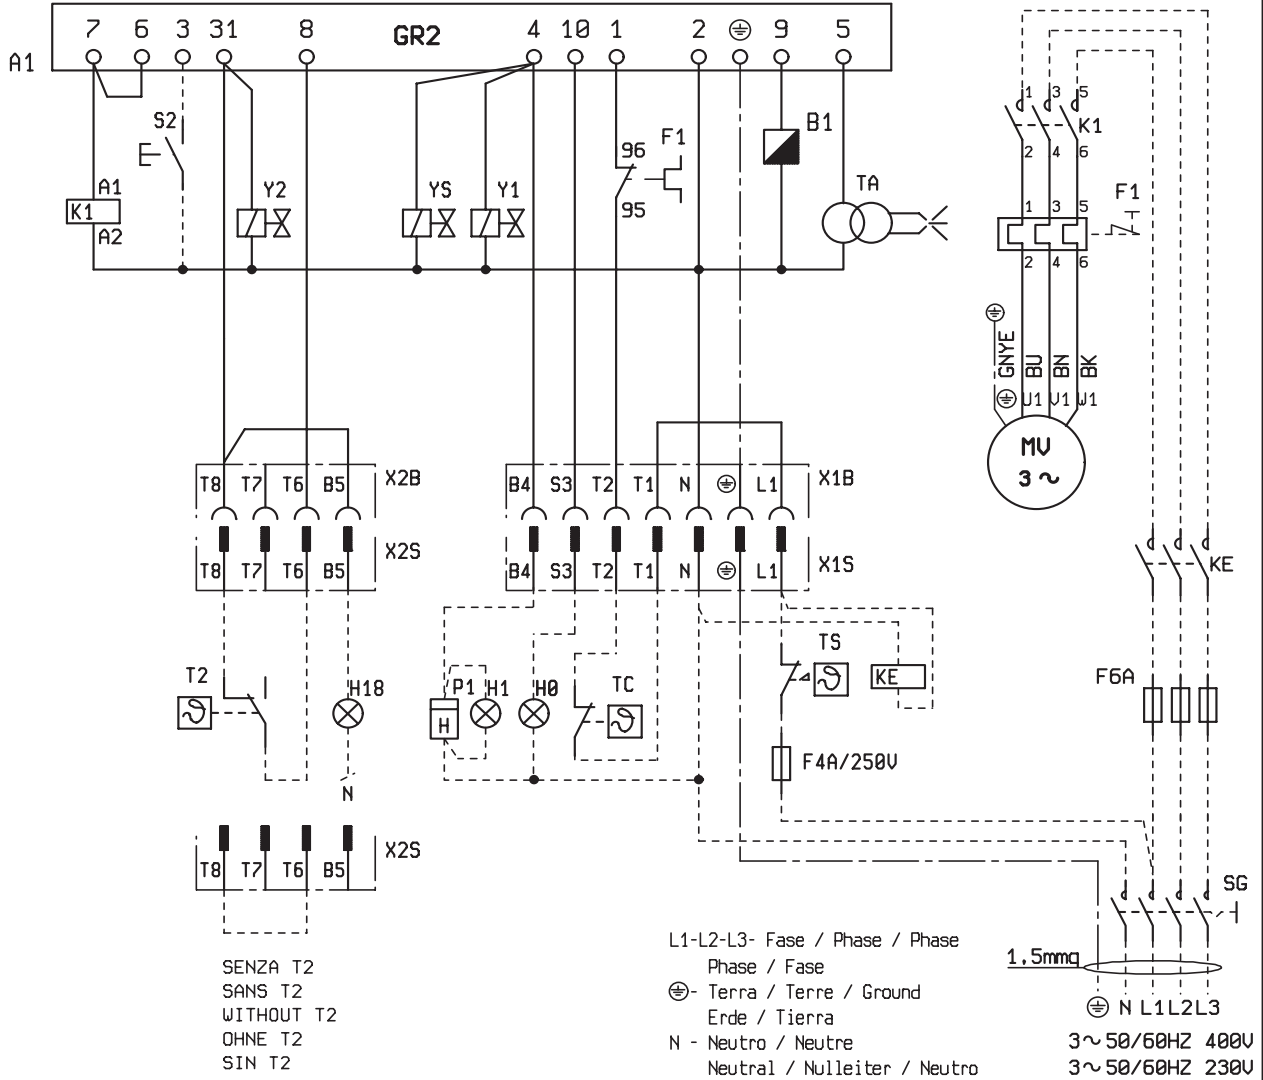 7 6 3 31 8 GR2 4 10 1 2 9 5
A1
1 3 5
K1
2 4 6
S2
96 F1
95
B1
TA
A1
K1
A2
Y2
YS
Y1
F1
1 3 5
2 4 6
GNYE BU BN BK
U1 V1 W1
MV
3 ~
T8 T7 T6 B5 X2B
B4 S3 T2 T1 N L1 X1B
T8 T7 T6 B5 X2S
B4 S3 T2 T1 N L1 X1S
KE
T2
H18
N
P1 H1 H0 TC
H
TS
KE
F6A
F4A/250V
T8 T7 T6 B5 X2S
SG
SENZA T2
SANS T2
WITHOUT T2
OHNE T2
SIN T2
L1-L2-L3- Fase / Phase / Phase
Phase / Fase
- Terra / Terre / Ground
Erde / Tierra
N - Neutro / Neutre
Neutral / Nulleiter / Neutro
1,5mmq
N L1 L2 L3
3~50/60HZ 400V
3~50/60HZ 230V